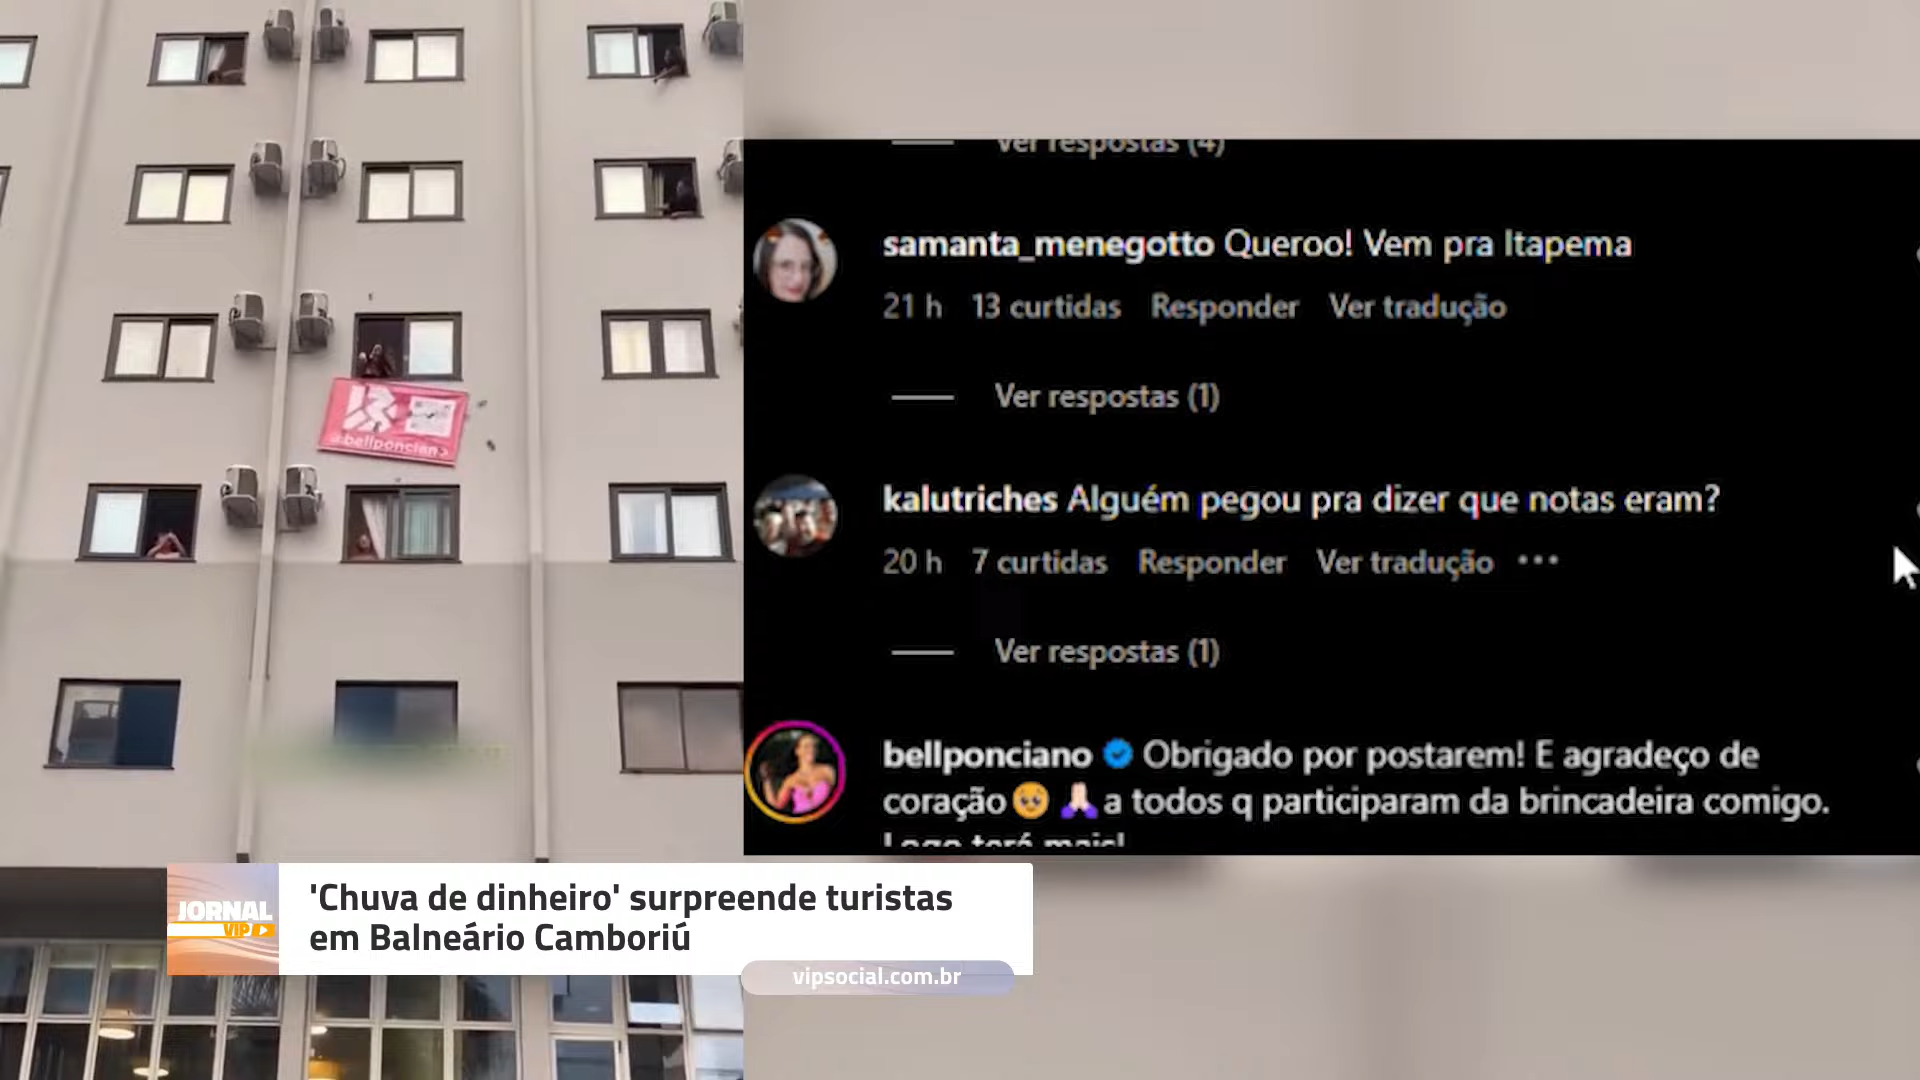 Ver respostas (4)
samanta_menegotto Queroo! Vem pra Itapema
21 h 13 curtidas Responder Ver tradução
Ver respostas (1)
@bellponciano
kalutriches Alguém pegou pra dizer que notas eram?
20 h 7 curtidas Responder Ver tradução
Ver respostas (1)
bellponciano Obrigado por postarem! E agradeço de
coração🥹🙏🏻a todos q participaram da brincadeira comigo.
Logo terá mais!
JORNAL
VIP
'Chuva de dinheiro' surpreende turistas
em Balneário Camboriú
vipsocial.com.br